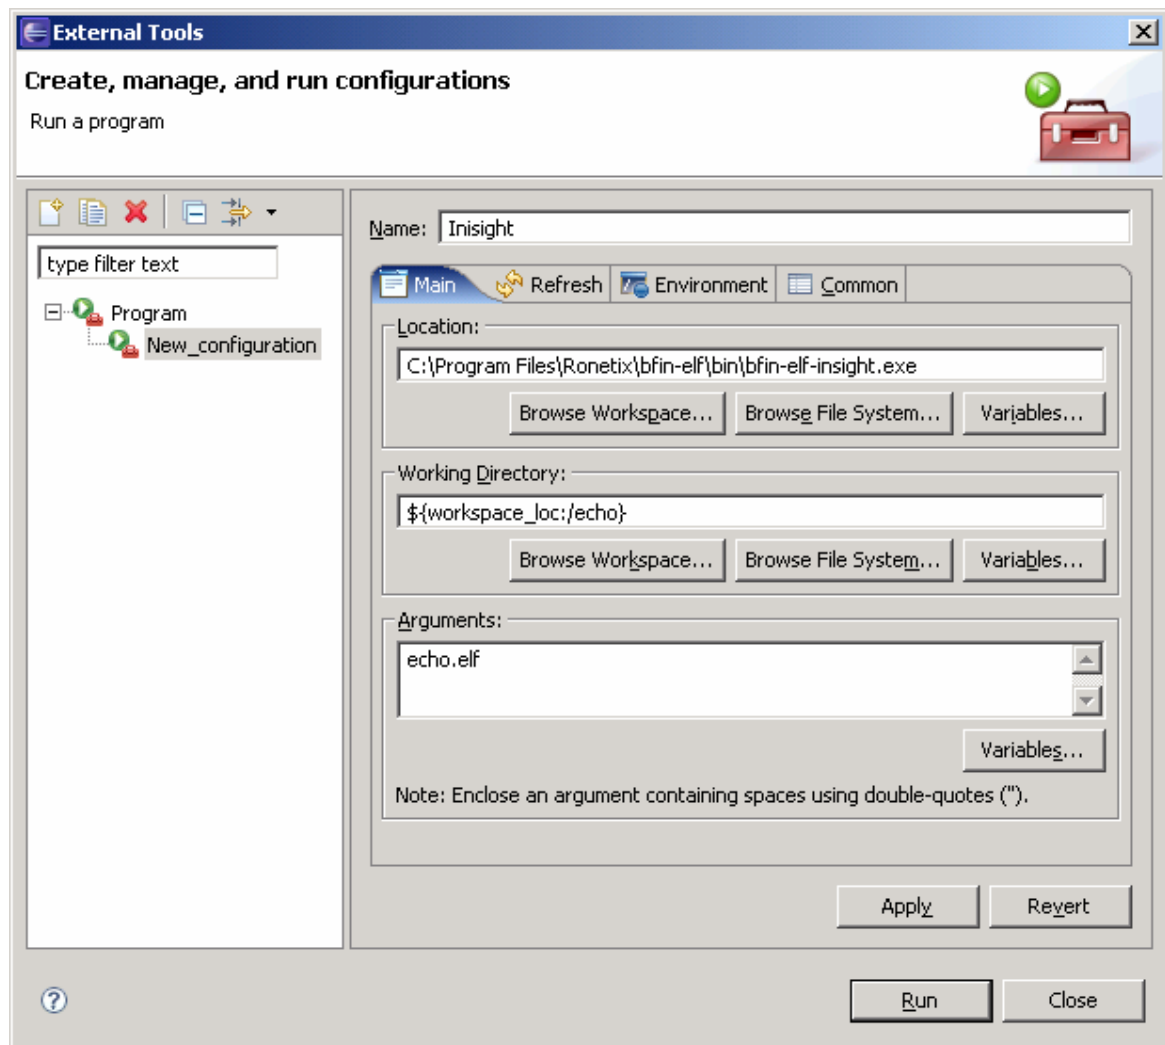 External Tools
Create, manage, and run configurations
Run a program
type filter text
Program
New_configuration
Name: Inisight
Main Refresh Environment Common
Location:
C:\Program Files\Ronetix\bfin-elf\bin\bfin-elf-insight.exe
Browse Workspace... Browse File System... Variables...
Working Directory:
${workspace_loc:/echo}
Browse Workspace... Browse File System... Variables...
Arguments:
echo.elf
Variables...
Note: Enclose an argument containing spaces using double-quotes (").
Apply Revert
? Run Close